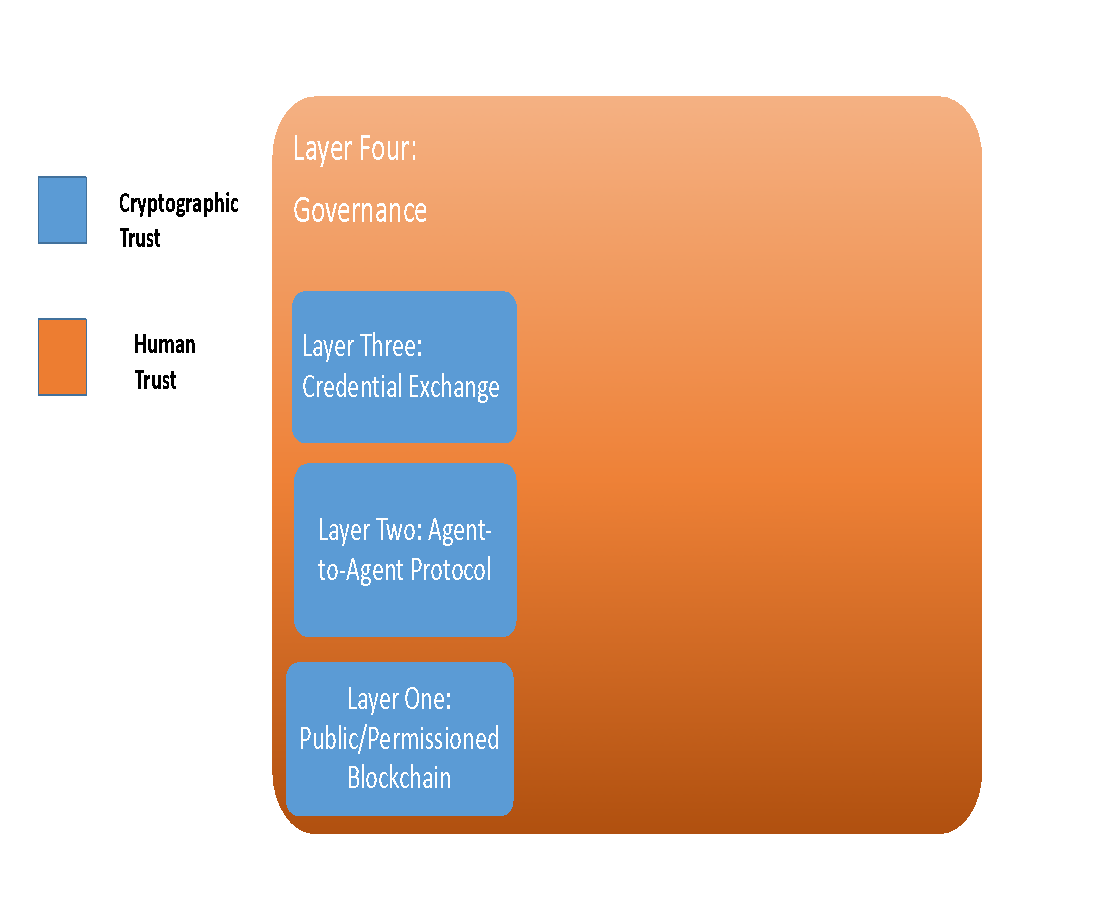 Cryptographic
Trust
Human
Trust
Layer Four:
Governance
Layer Three:
Credential Exchange
Layer Two: Agent-
to-Agent Protocol
Layer One:
Public/Permissioned
Blockchain